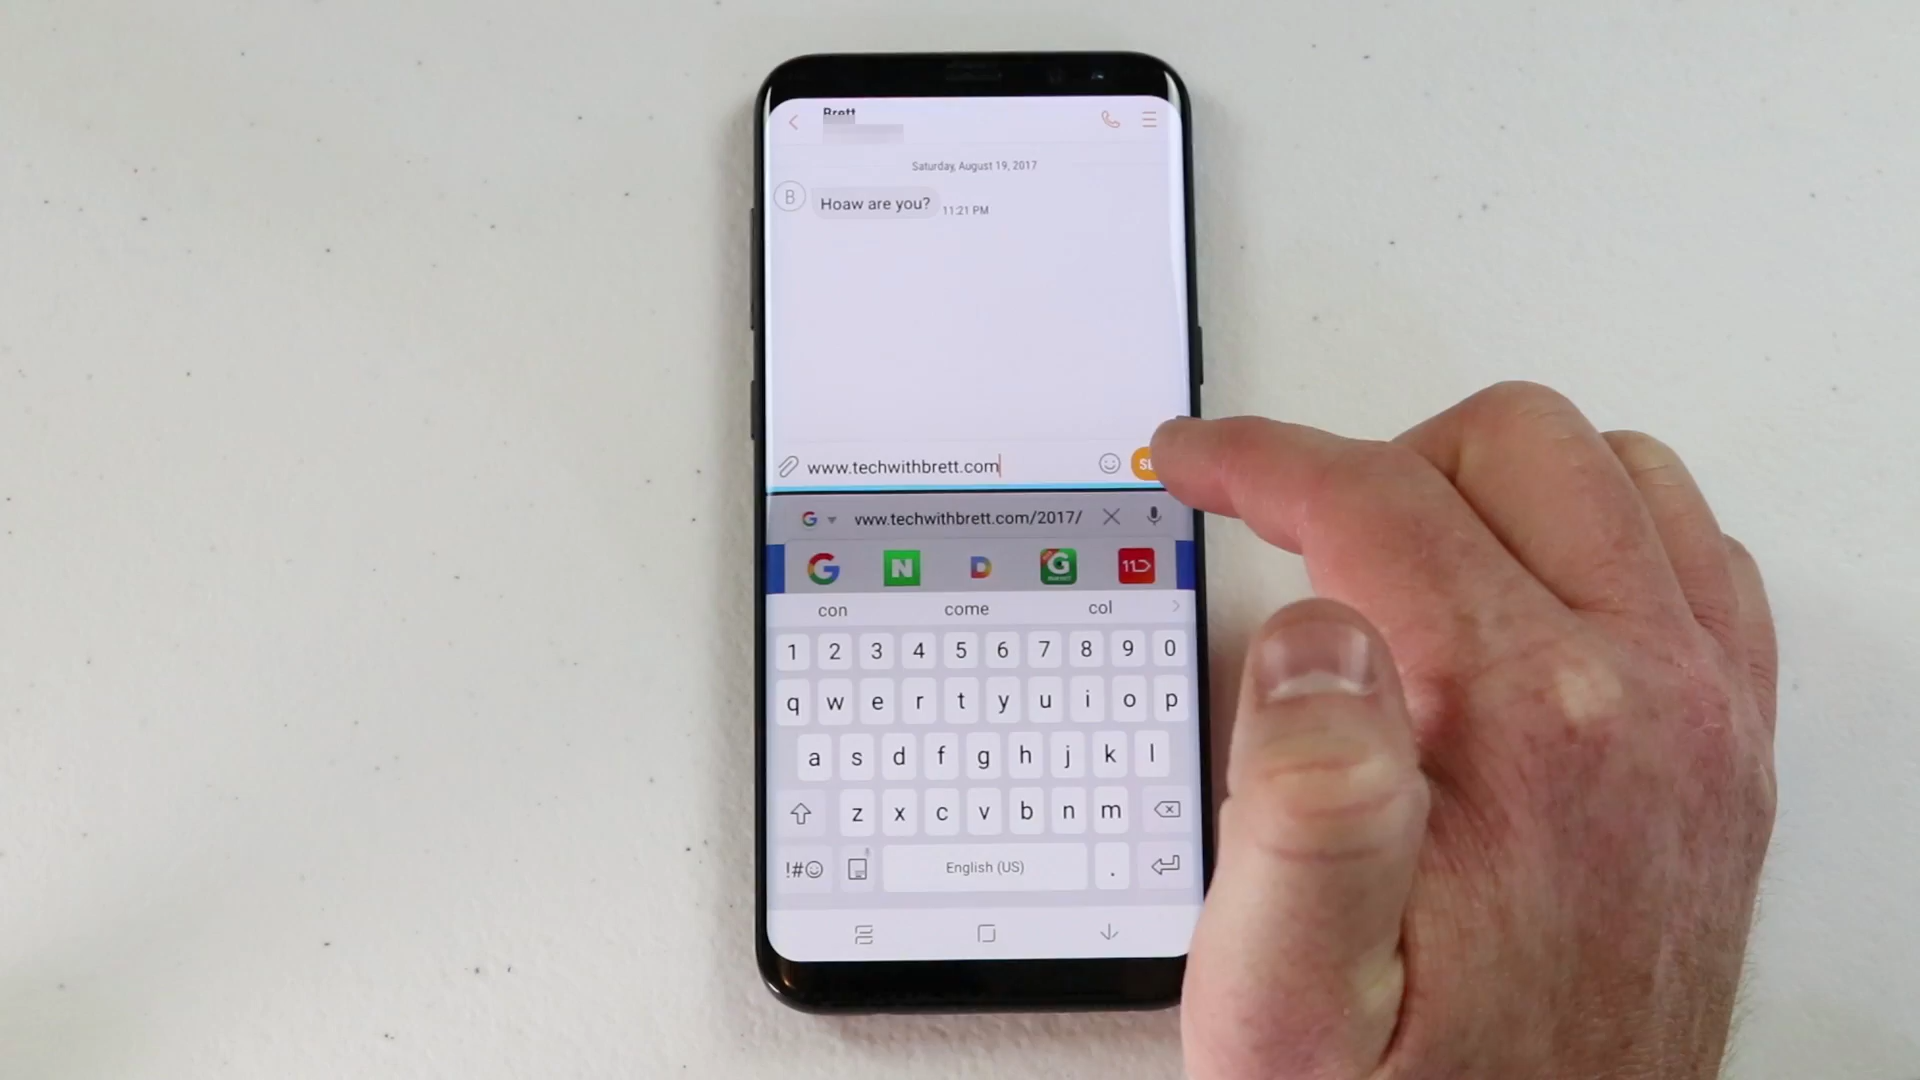 Brett
Saturday, August 19, 2017
B
Hoaw are you?
11:21 PM
www.techwithbrett.com
G
www.techwithbrett.com/2017/
G N D G 11
con come col
1 2 3 4 5 6 7 8 9 0
q w e r t y u i o p
a s d f g h j k l
z x c v b n m
!#
English (US)
.